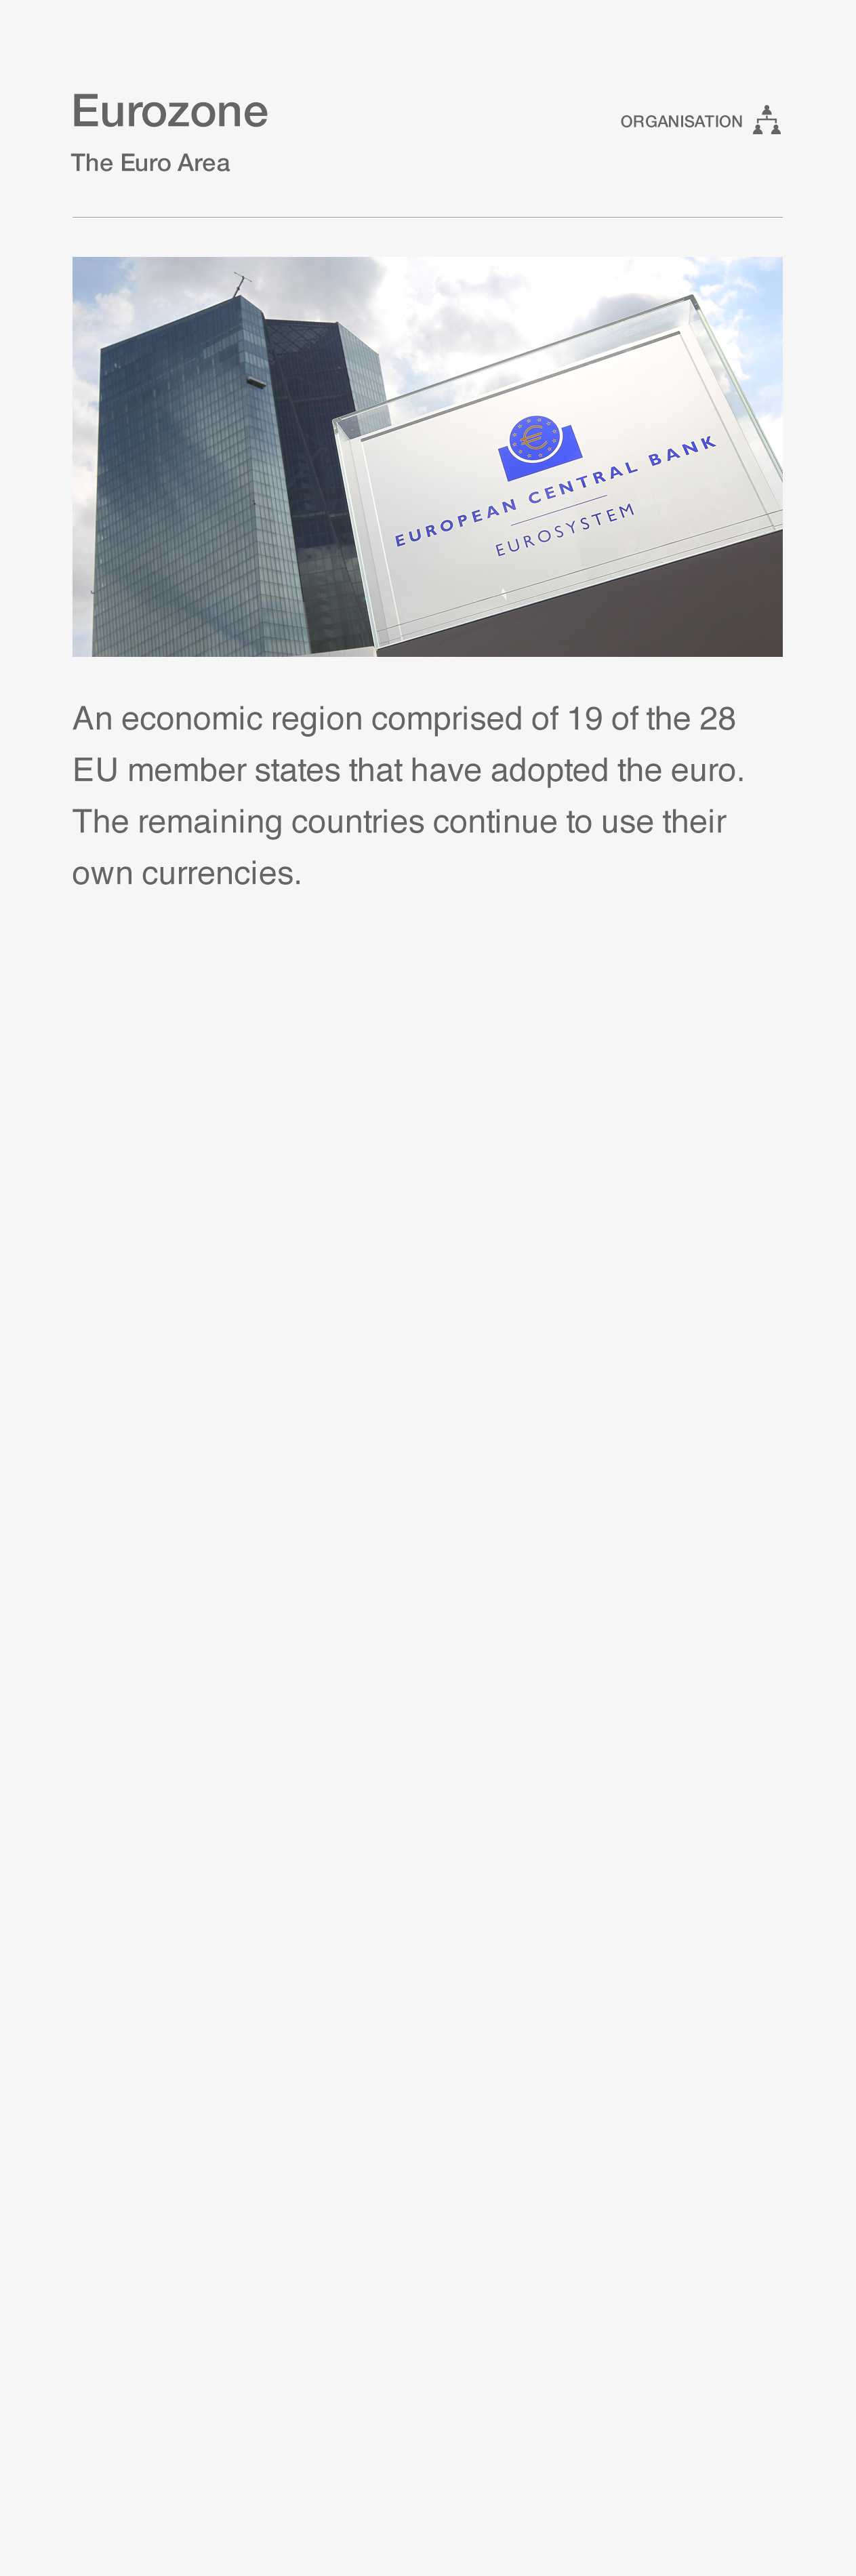 Eurozone
ORGANISATION
The Euro Area
€
EUROPEAN CENTRAL BANK
EUROSYSTEM
An economic region comprised of 19 of the 28
EU member states that have adopted the euro.
The remaining countries continue to use their
own currencies.